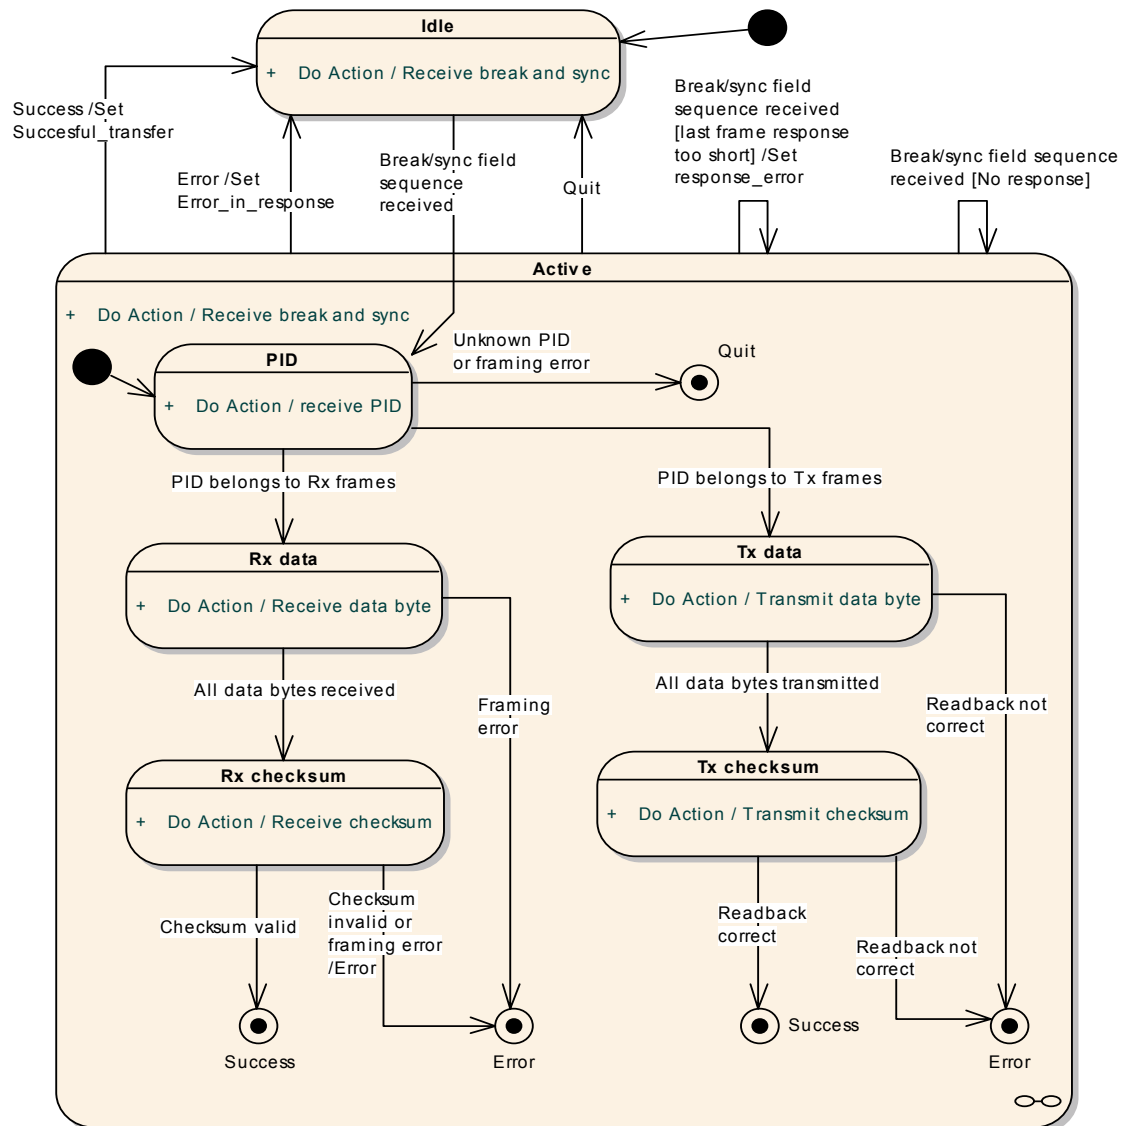 Idle
+ Do Action / Receive break and sync
Success /Set
Succesful_transfer
Error /Set
Error_in_response
Break/sync field
sequence
received
Quit
Break/sync field
sequence received
[last frame response
too short] /Set
response_error
Break/sync field sequence
received [No response]
Active
+ Do Action / Receive break and sync
PID
+ Do Action / receive PID
Unknown PID
or framing error
Quit
PID belongs to Rx frames
PID belongs to Tx frames
Rx data
+ Do Action / Receive data byte
Tx data
+ Do Action / Transmit data byte
All data bytes received
Framing
error
All data bytes transmitted
Readback not
correct
Rx checksum
+ Do Action / Receive checksum
Tx checksum
+ Do Action / Transmit checksum
Checksum valid
Checksum
invalid or
framing error
/Error
Readback
correct
Readback not
correct
Success
Error
Success
Error